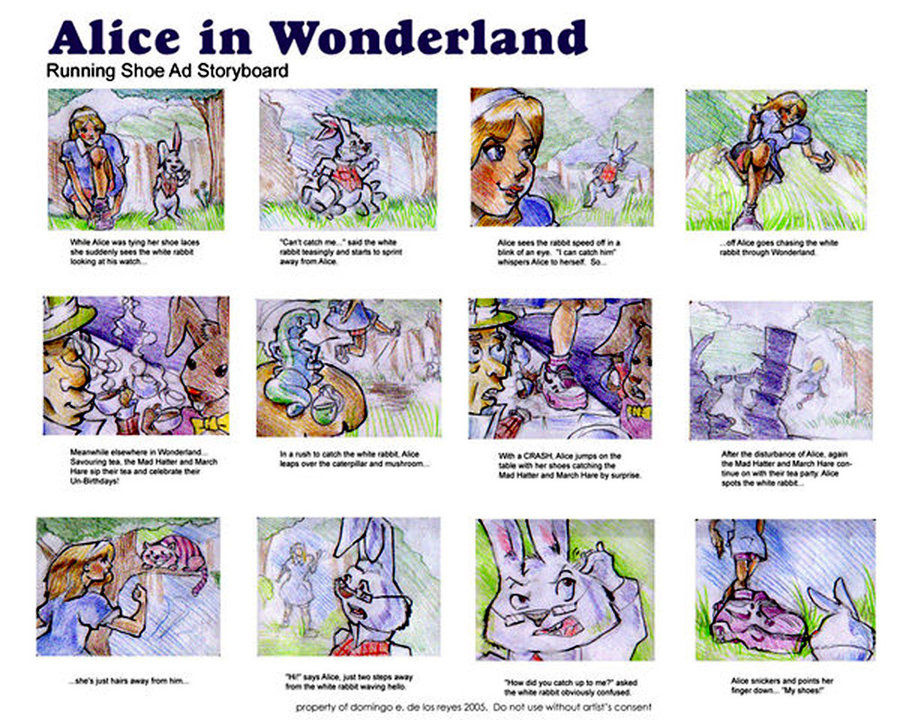 Alice in Wonderland
Running Shoe Ad Storyboard
While Alice was tying her shoe laces
she suddenly sees the white rabbit
looking at his watch...
"Can't catch me..." said the white
rabbit teasingly and starts to sprint
away from Alice.
Alice sees the rabbit speed off in a
blink of an eye. "I can catch him"
whispers Alice to herself. So...
...off Alice goes chasing the white
rabbit through Wonderland.
Meanwhile elsewhere in Wonderland...
Savouring tea, the Mad Hatter and March
Hare sip their tea and celebrate their
Un-Birthdays!
In a rush to catch the white rabbit, Alice
leaps over the caterpillar and mushroom...
With a CRASH, Alice jumps on the
table with her shoes catching the
Mad Hatter and March Hare by surprise.
After the disturbance of Alice, again
the Mad Hatter and March Hare con-
tinue on with their tea party. Alice
spots the white rabbit...
...she's just hairs away from him...
"Hi!" says Alice, just two steps away
from the white rabbit waving hello.
"How did you catch up to me?" asked
the white rabbit obviously confused.
Alice snickers and points her
finger down... "My shoes!"
property of domingo e. de los reyes 2005. Do not use without artist's consent